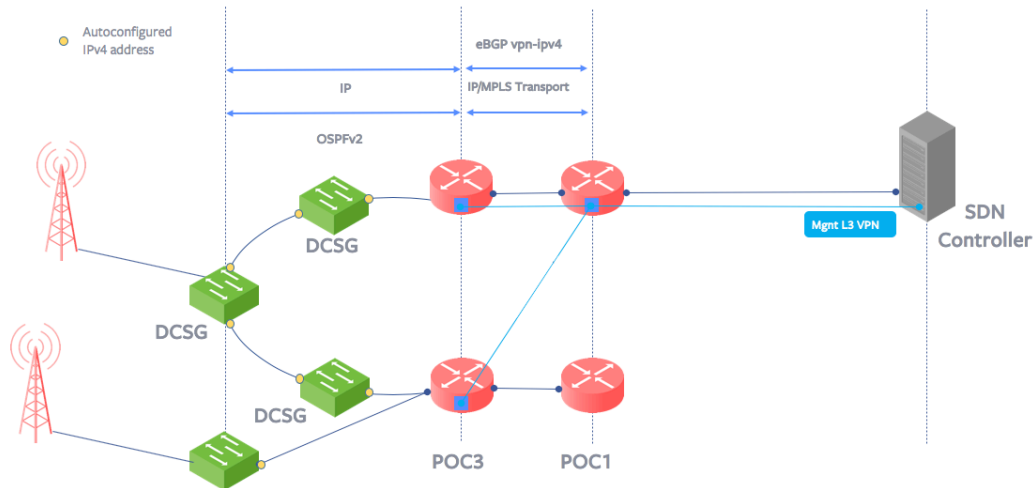 Autoconfigured
IPv4 address
eBGP vpn-ipv4
IP
IP/MPLS Transport
OSPFv2
DCSG
Mgnt L3 VPN
SDN
Controller
DCSG
DCSG
POC3
POC1